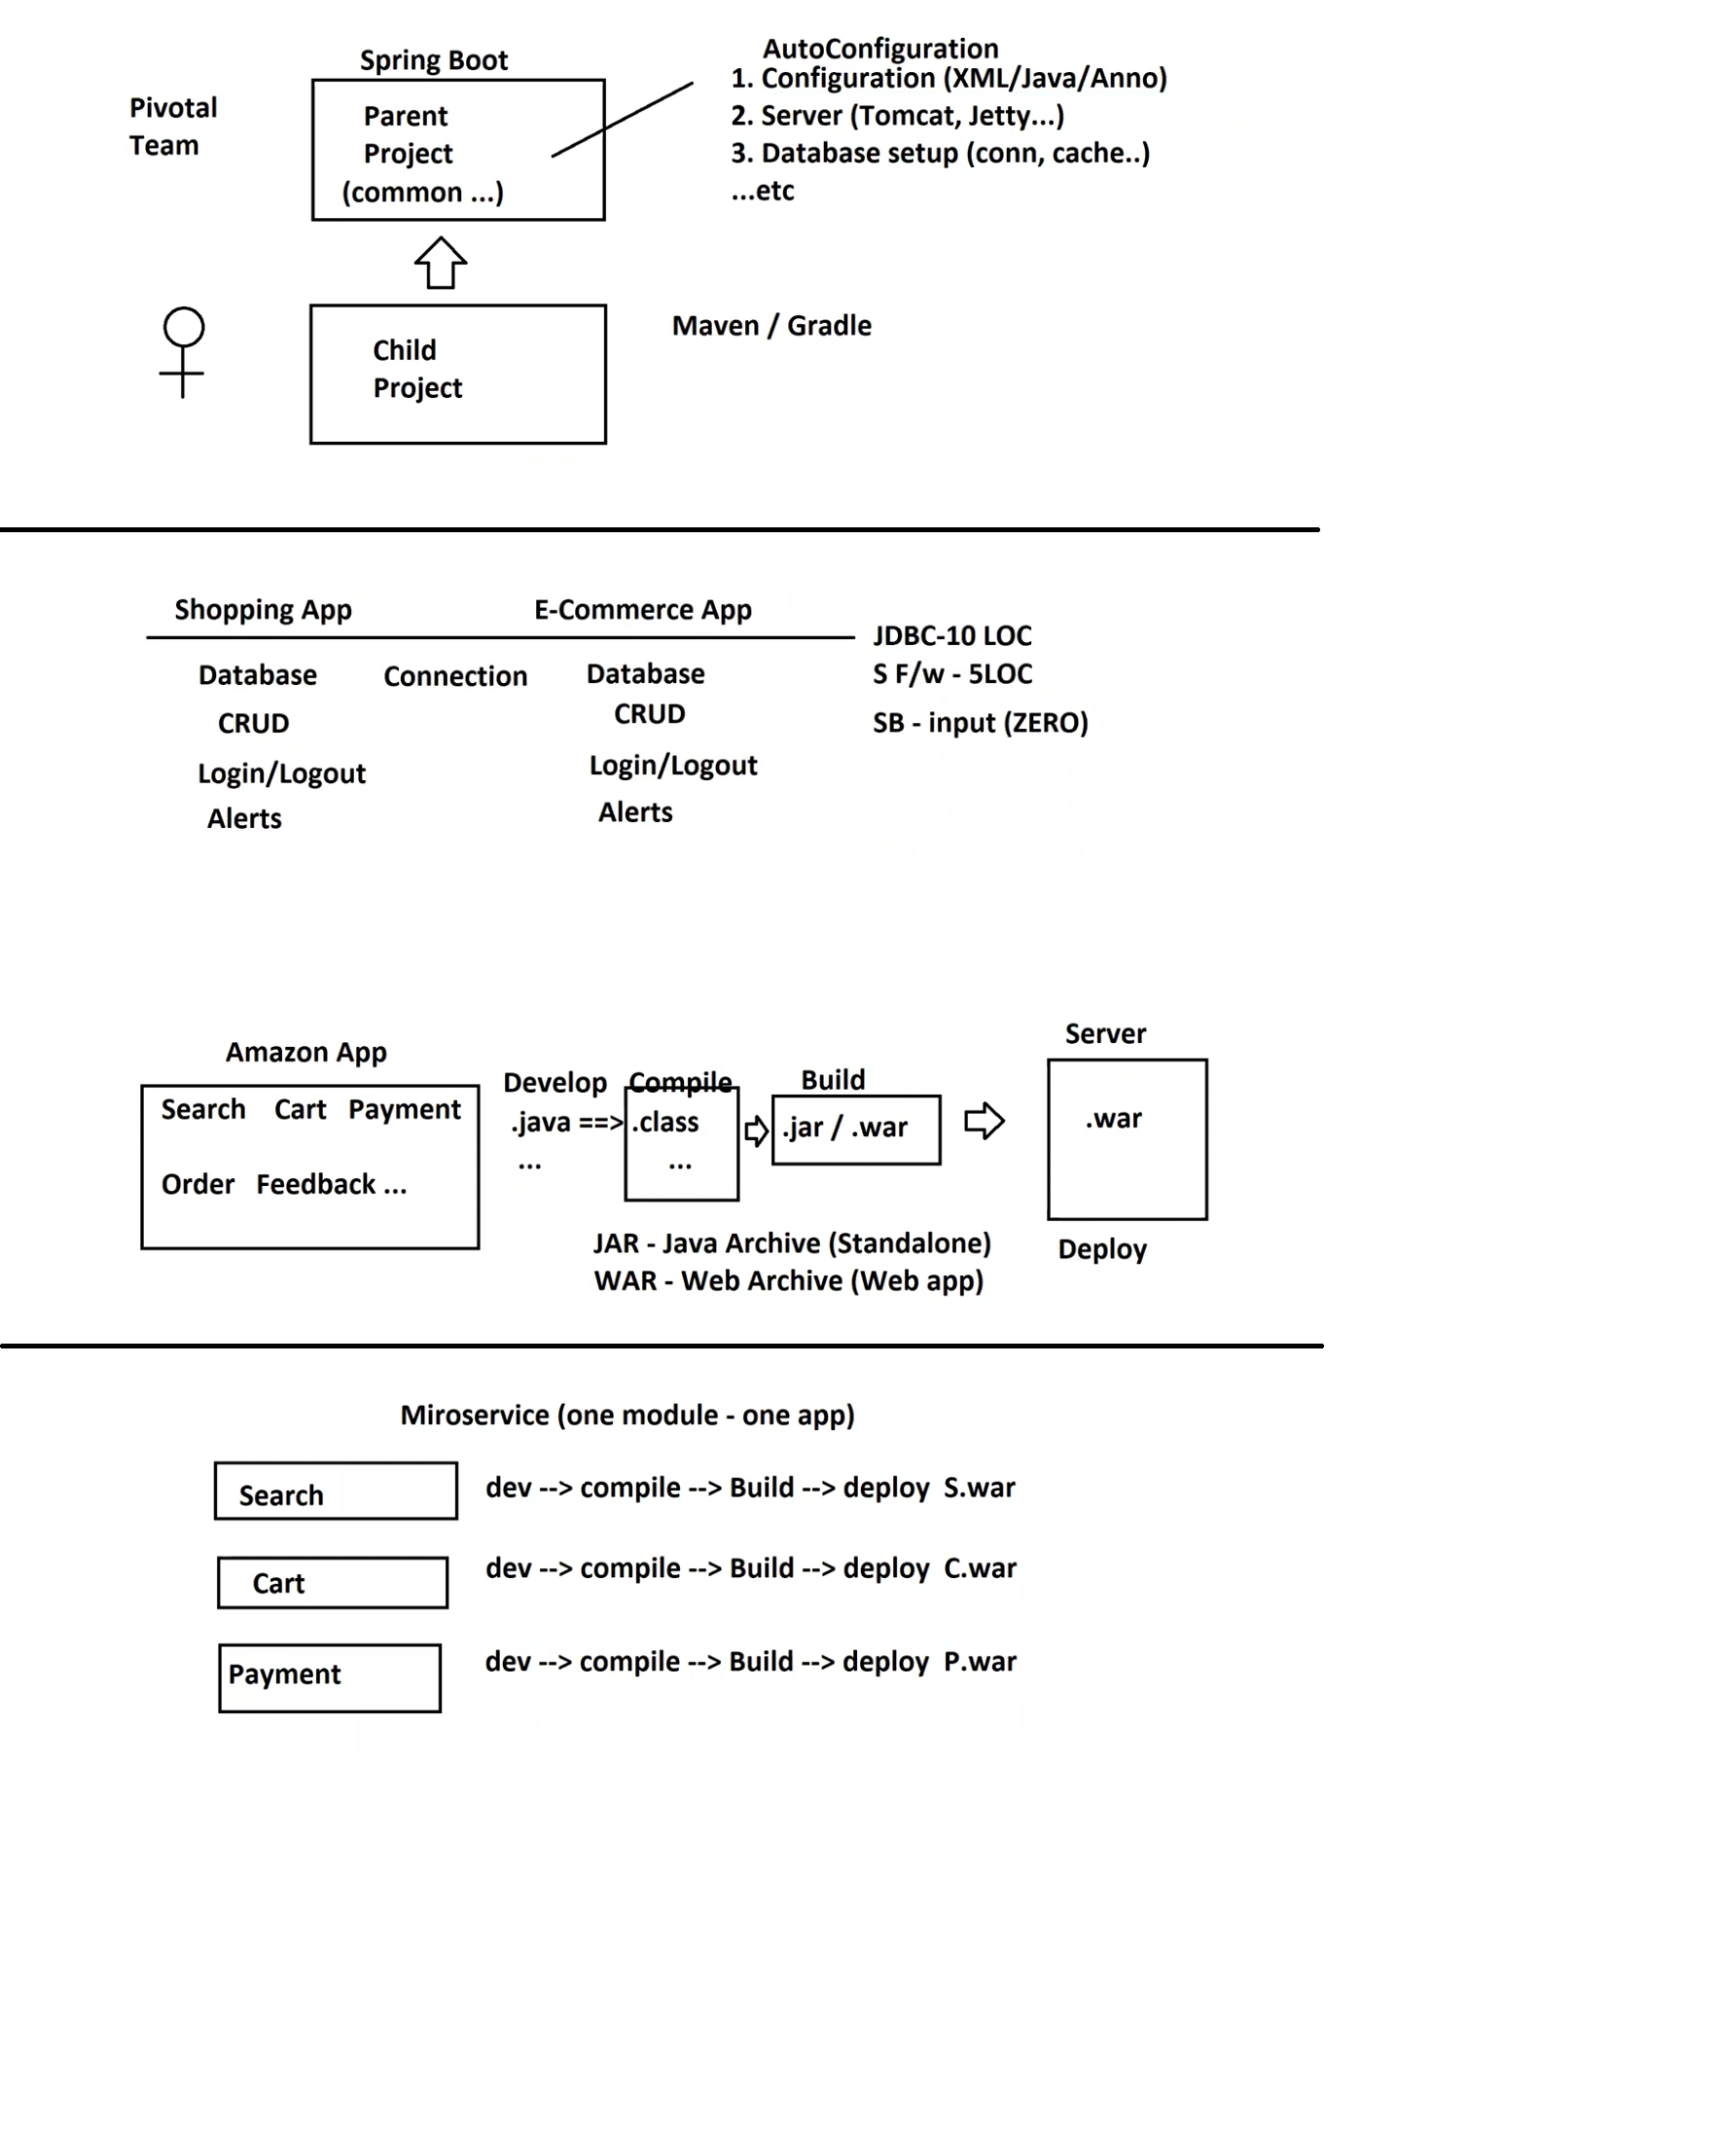 Spring Boot
Pivotal
Team
Parent
Project
(common ...)
AutoConfiguration
1. Configuration (XML/Java/Anno)
2. Server (Tomcat, Jetty...)
3. Database setup (conn, cache..)
...etc
Child
Project
Maven / Gradle
Shopping App
E-Commerce App
Database
Connection
Database
CRUD
CRUD
Login/Logout
Login/Logout
Alerts
Alerts
JDBC-10 LOC
S F/w - 5LOC
SB - input (ZERO)
Amazon App
Search Cart Payment
Order Feedback ...
Develop
Compile
Build
.java ==>
.class
.jar / .war
...
...
JAR - Java Archive (Standalone)
WAR - Web Archive (Web app)
Server
.war
Deploy
Miroservice (one module - one app)
Search
dev --> compile --> Build --> deploy S.war
Cart
dev --> compile --> Build --> deploy C.war
Payment
dev --> compile --> Build --> deploy P.war